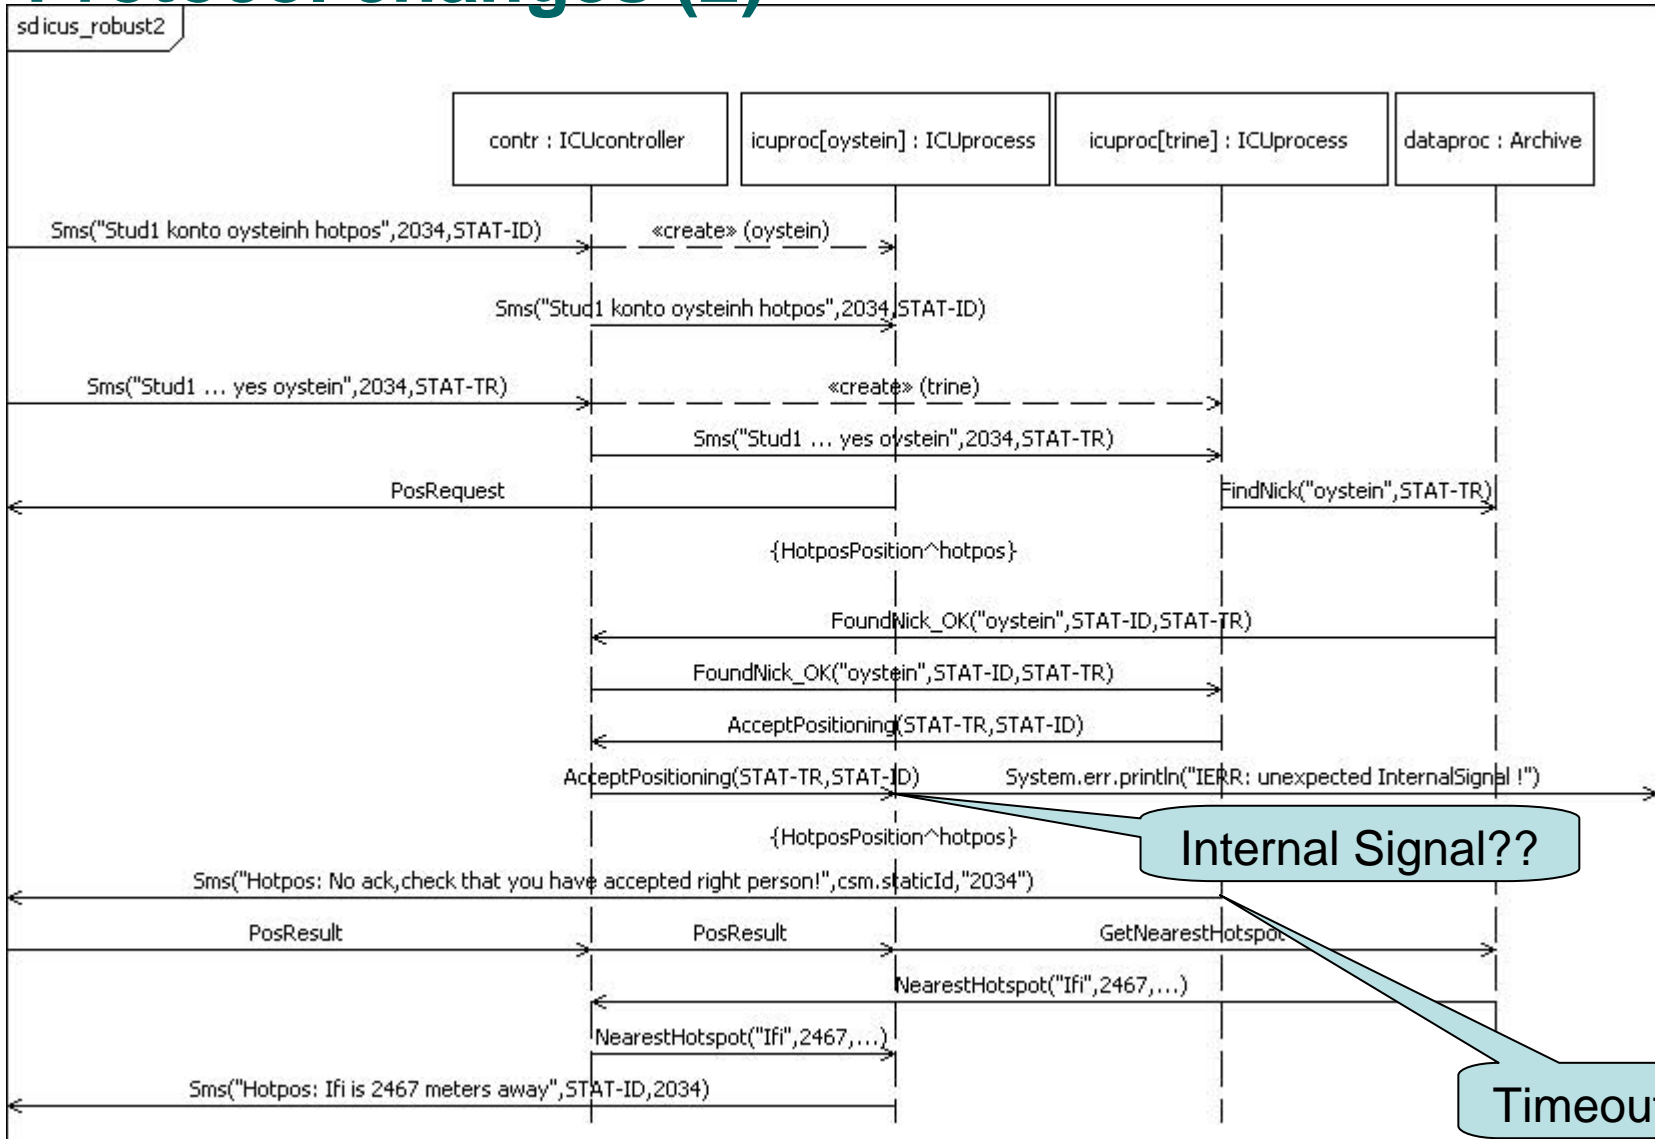 Protocol changes (2)
sd icus_robust2
contr : ICUcontroller
icuproc[oystein] : ICUprocess
icuproc[trine] : ICUprocess
dataproc : Archive
Sms("Stud1 konto oysteinh hotpos",2034,STAT-ID)
«create» (oystein)
Sms("Stud1 konto oysteinh hotpos",2034,STAT-ID)
Sms("Stud1 ... yes oystein",2034,STAT-TR)
«create» (trine)
Sms("Stud1 ... yes oystein",2034,STAT-TR)
PosRequest
FindNick("oystein",STAT-TR)
{HotposPosition^hotpos}
FoundNick_OK("oystein",STAT-ID,STAT-TR)
FoundNick_OK("oystein",STAT-ID,STAT-TR)
AcceptPositioning(STAT-TR,STAT-ID)
AcceptPositioning(STAT-TR,STAT-ID)
System.err.println("IERR: unexpected InternalSignal !")
{HotposPosition^hotpos}
Internal Signal??
Sms("Hotpos: No ack,check that you have accepted right person!",csm.staticId,"2034")
PosResult
PosResult
GetNearestHotspot
NearestHotspot("Ifi",2467,...)
NearestHotspot("Ifi",2467,...)
Sms("Hotpos: Ifi is 2467 meters away",STAT-ID,2034)
Timeout